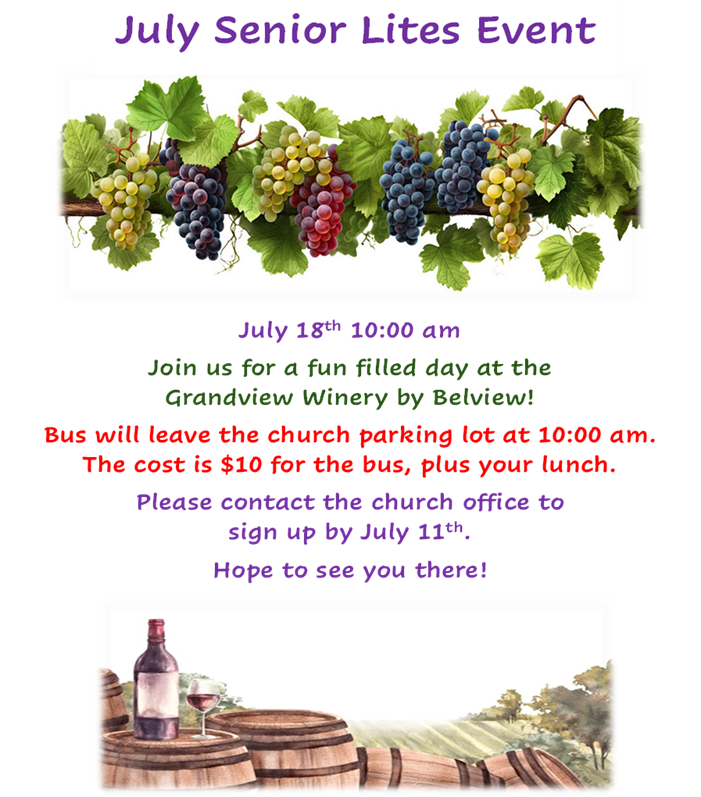 July Senior Lites Event
July 18th 10:00 am
Join us for a fun filled day at the
Grandview Winery by Belview!
Bus will leave the church parking lot at 10:00 am.
The cost is $10 for the bus, plus your lunch.
Please contact the church office to
sign up by July 11th.
Hope to see you there!